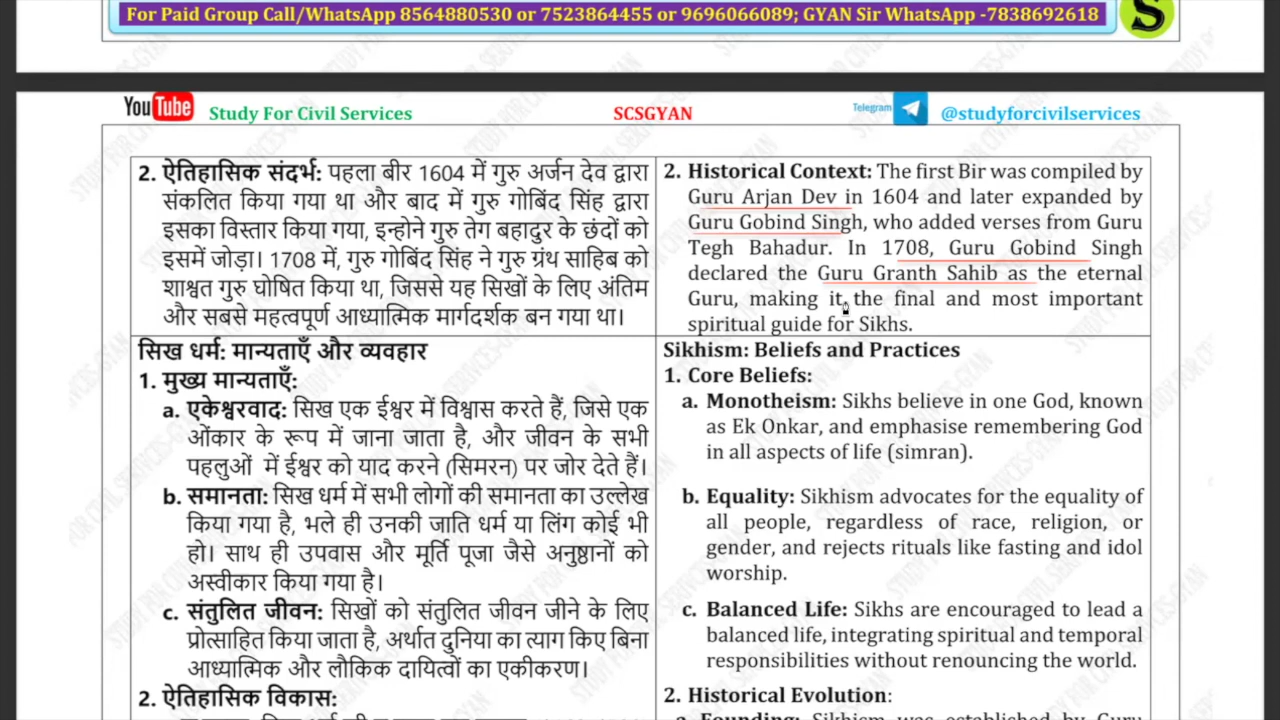 For Paid Group Call/WhatsApp 8564880530 or 7523864455 or 9696066089; GYAN Sir WhatsApp -7838692618
S
YouTube Study For Civil Services SCSGYAN Telegram @studyforcivilservices
2. ऐतिहासिक संदर्भ: पहला बीर 1604 में गुरु अर्जन देव द्वारा
संकलित किया गया था और बाद में गुरु गोबिंद सिंह द्वारा
इसका विस्तार किया गया, इन्होने गुरु तेग बहादुर के छंदों को
इसमें जोड़ा। 1708 में, गुरु गोबिंद सिंह ने गुरु ग्रंथ साहिब को
शाश्वत गुरु घोषित किया था, जिससे यह सिखों के लिए अंतिम
और सबसे महत्वपूर्ण आध्यात्मिक मार्गदर्शक बन गया था।
2. Historical Context: The first Bir was compiled by
Guru Arjan Dev in 1604 and later expanded by
Guru Gobind Singh, who added verses from Guru
Tegh Bahadur. In 1708, Guru Gobind Singh
declared the Guru Granth Sahib as the eternal
Guru, making it the final and most important
spiritual guide for Sikhs.
सिख धर्म: मान्यताएँ और व्यवहार
1. मुख्य मान्यताएँ:
a. एकेश्वरवाद: सिख एक ईश्वर में विश्वास करते हैं, जिसे एक
ओंकार के रूप में जाना जाता है, और जीवन के सभी
पहलुओं में ईश्वर को याद करने (सिमरन) पर जोर देते हैं।
b. समानता: सिख धर्म में सभी लोगों की समानता का उल्लेख
किया गया है, भले ही उनकी जाति धर्म या लिंग कोई भी
हो। साथ ही उपवास और मूर्ति पूजा जैसे अनुष्ठानों को
अस्वीकार किया गया है।
c. संतुलित जीवन: सिखों को संतुलित जीवन जीने के लिए
प्रोत्साहित किया जाता है, अर्थात दुनिया का त्याग किए बिना
आध्यात्मिक और लौकिक दायित्वों का एकीकरण।
2. ऐतिहासिक विकास:
Sikhism: Beliefs and Practices
1. Core Beliefs:
a. Monotheism: Sikhs believe in one God, known
as Ek Onkar, and emphasise remembering God
in all aspects of life (simran).
b. Equality: Sikhism advocates for the equality of
all people, regardless of race, religion, or
gender, and rejects rituals like fasting and idol
worship.
c. Balanced Life: Sikhs are encouraged to lead a
balanced life, integrating spiritual and temporal
responsibilities without renouncing the world.
2. Historical Evolution:
a. Founding: Sikhism was established by Guru